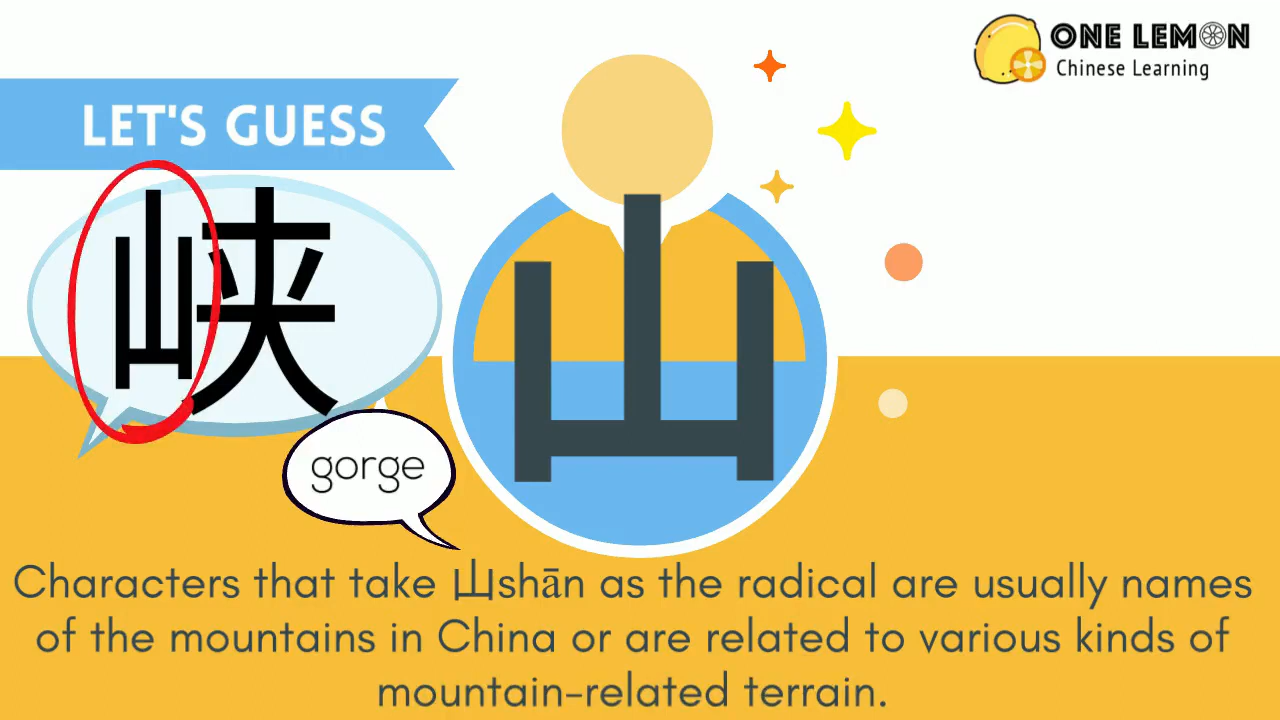 ONE LEMON
Chinese Learning
LET'S GUESS
峡
山
gorge
Characters that take 山shān as the radical are usually names
of the mountains in China or are related to various kinds of
mountain-related terrain.